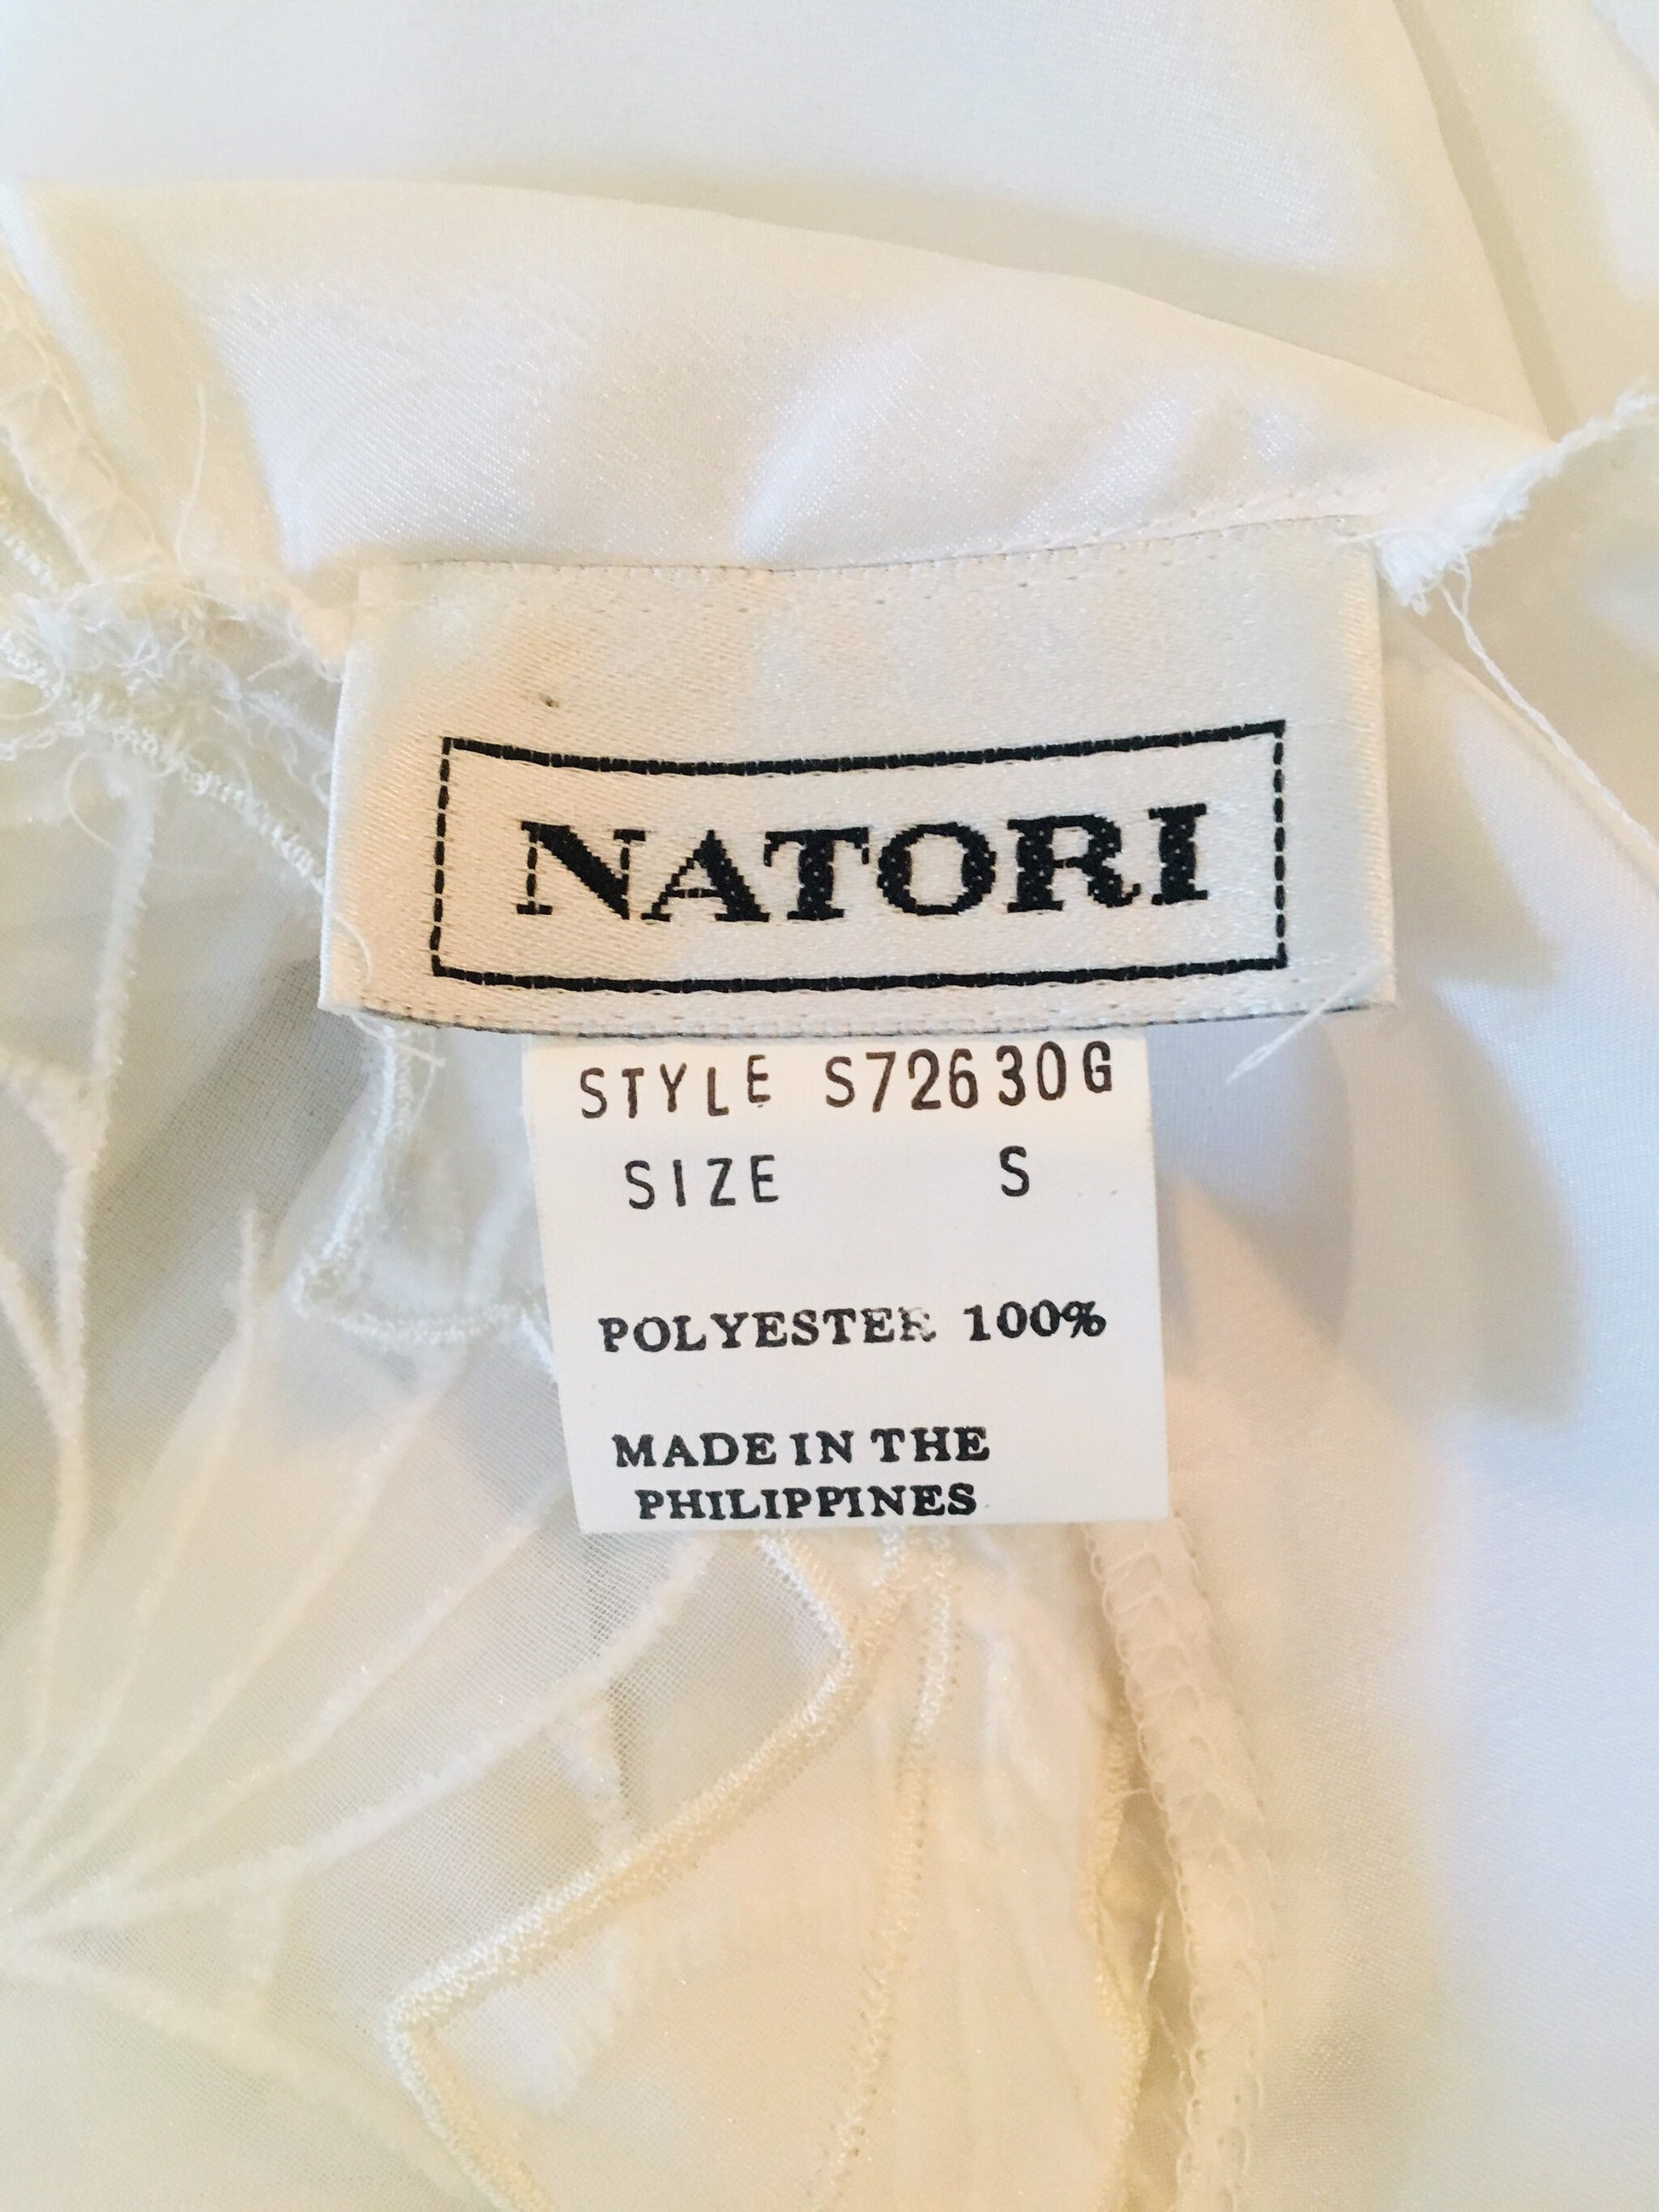 NATORI
STYLE S72630G
SIZE S
POLYESTER 100%
MADE IN THE
PHILIPPINES